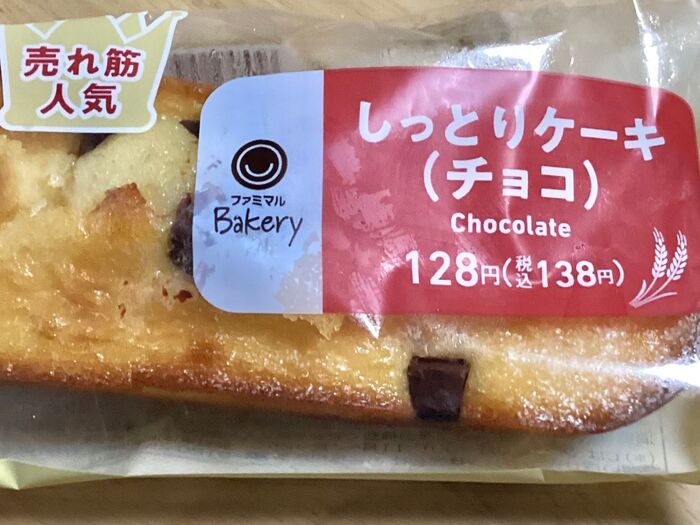 売れ筋
人気
ファミマル
Bakery
しっとりケーキ
(チョコ)
Chocolate
128円(税込138円)